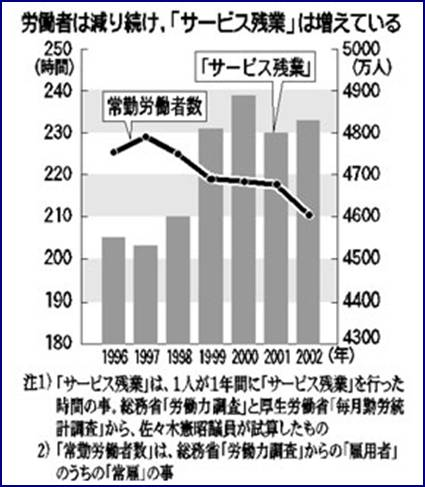 労働者は減り続け,「サービス残業」は増えている
250
(時間)
240
230
220
210
200
190
180
5000
(万人)
4900
4800
4700
4600
4500
4400
4300
「サービス残業」
常勤労働者数
1996 1997 1998 1999 2000 2001 2002 (年)
注1)「サービス残業」は、1人が1年間に「サービス残業」を行った
時間の事。総務省「労働力調査」と厚生労働省「毎月勤労統
計調査」から、佐々木憲昭議員が試算したもの
2)「常勤労働者数」は、総務省「労働力調査」からの「雇用者」
のうちの「常雇」の事